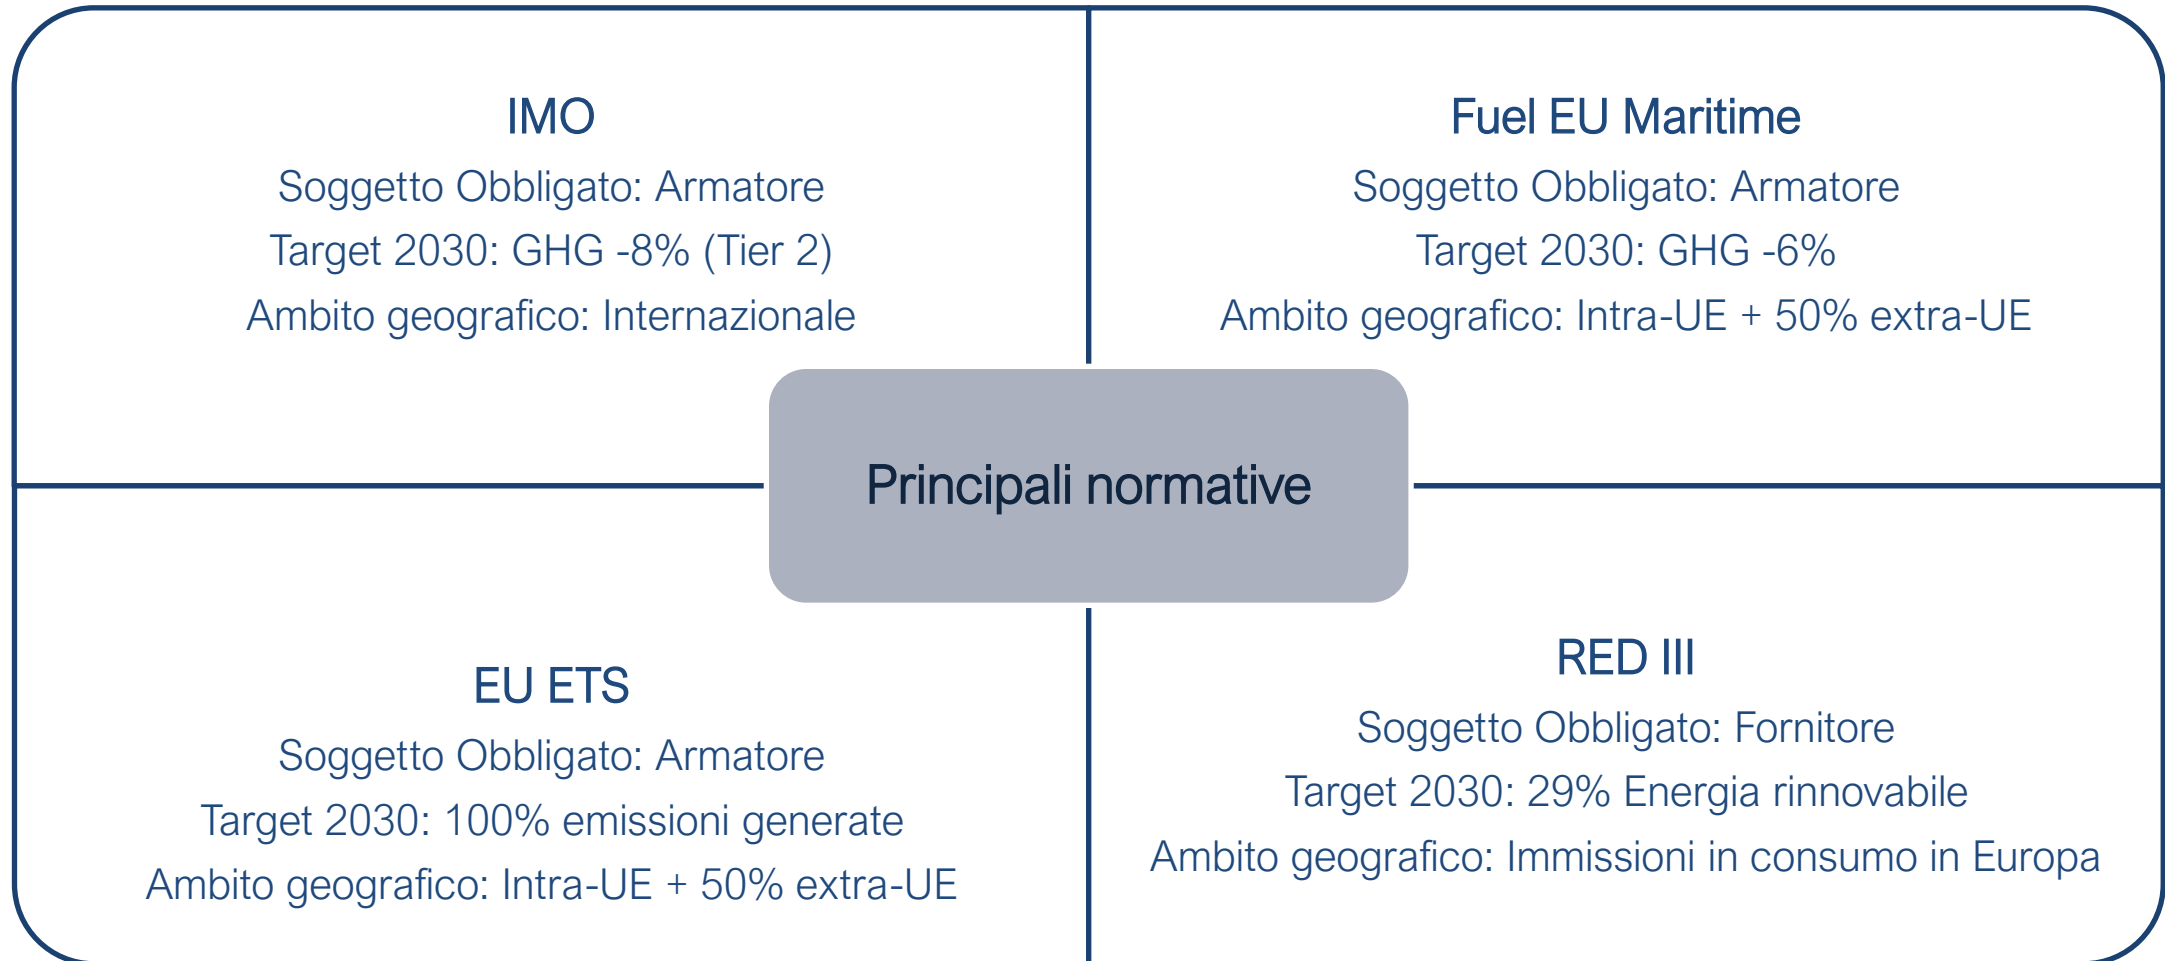 IMO
Soggetto Obbligato: Armatore
Target 2030: GHG -8% (Tier 2)
Ambito geografico: Internazionale
Fuel EU Maritime
Soggetto Obbligato: Armatore
Target 2030: GHG -6%
Ambito geografico: Intra-UE + 50% extra-UE
Principali normative
EU ETS
Soggetto Obbligato: Armatore
Target 2030: 100% emissioni generate
Ambito geografico: Intra-UE + 50% extra-UE
RED III
Soggetto Obbligato: Fornitore
Target 2030: 29% Energia rinnovabile
Ambito geografico: Immissioni in consumo in Europa